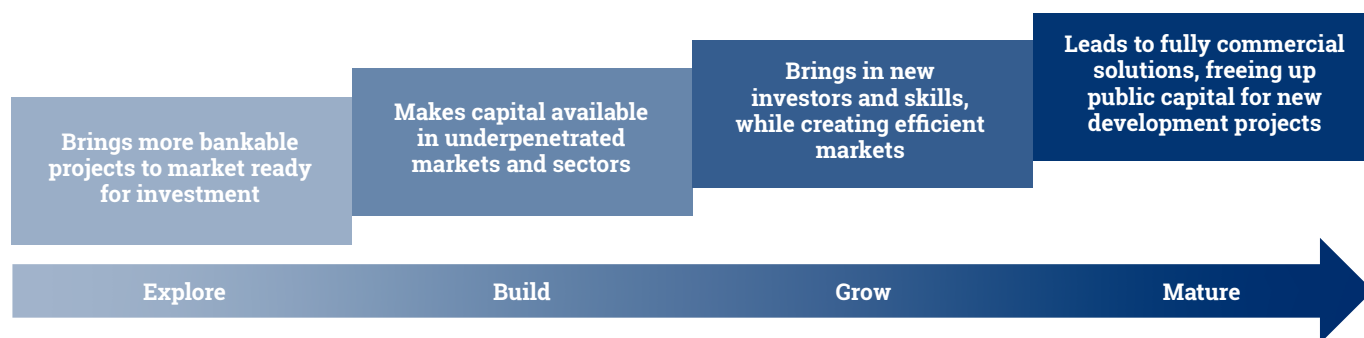 Brings more bankable
projects to market ready
for investment
Makes capital available
in underpenetrated
markets and sectors
Brings in new
investors and skills,
while creating efficient
markets
Leads to fully commercial
solutions, freeing up
public capital for new
development projects
Explore
Build
Grow
Mature